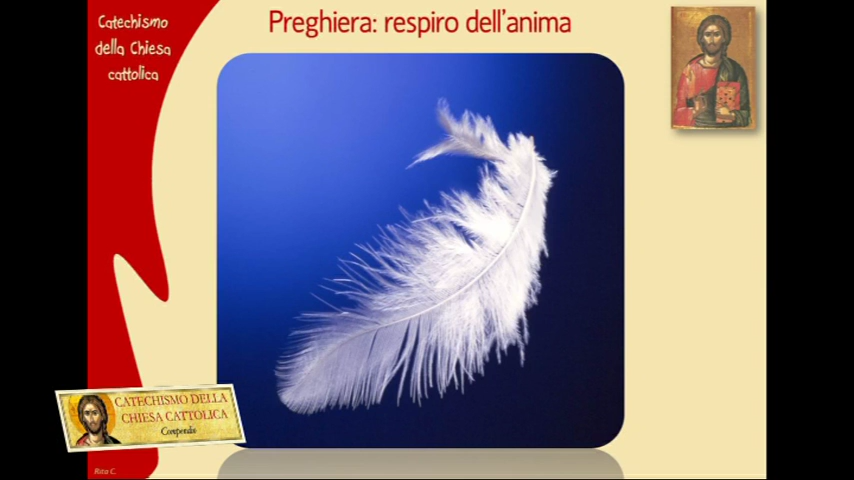 Catechismo
della Chiesa
cattolica
Preghiera: respiro dell'anima
CATECHISMO DELLA
CHIESA CATTOLICA
Compendio
Rita C.